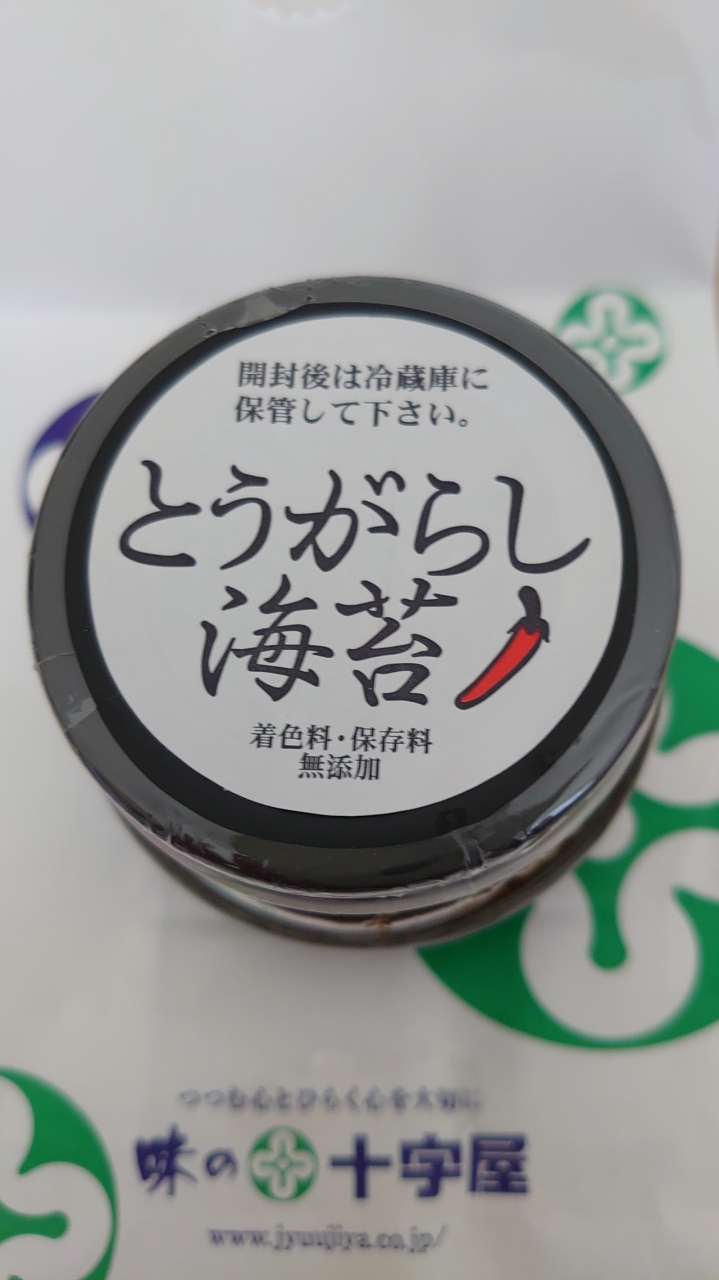 開封後は冷蔵庫に
保管して下さい。
とうがらし
海苔
着色料・保存料
無添加
つつむ心とひらく心を大切に
味の十字屋
www.jyuujiya.co.jp/